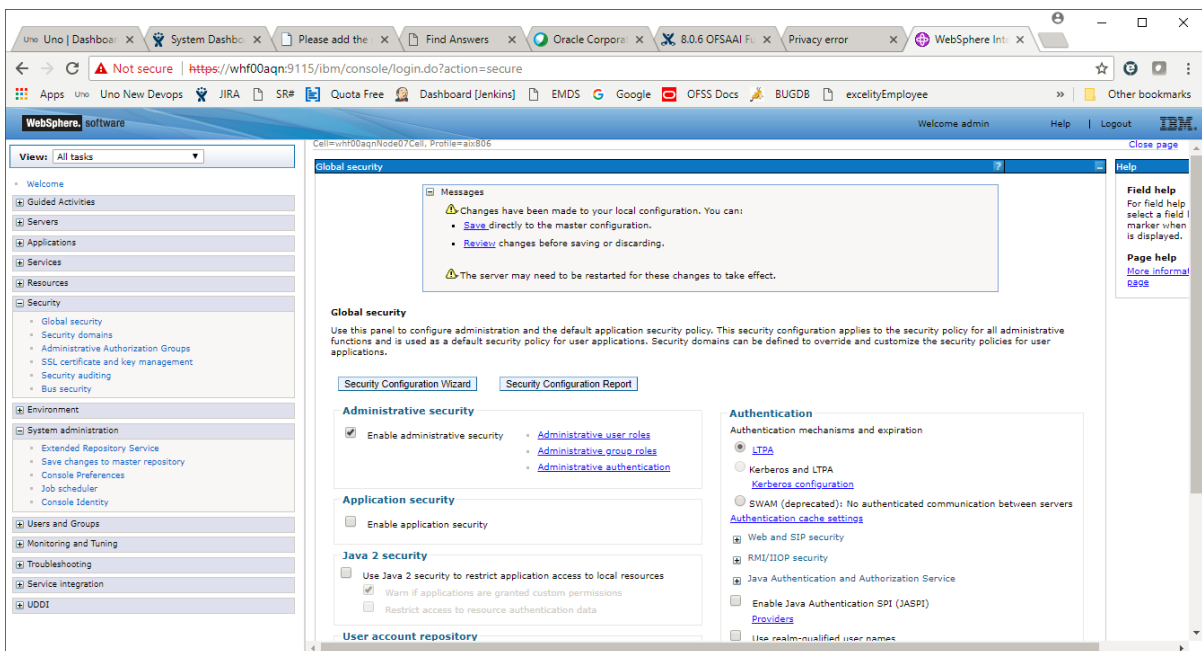 Uno Uno | Dashboar
System Dashbo
Please add the
Find Answers
Oracle Corporat
8.0.6 OFSAAI Fu
Privacy error
WebSphere Inte
Not secure | https://whf00aqn:9115/ibm/console/login.do?action=secure
Apps Uno Uno New Devops JIRA SR# Quota Free Dashboard [Jenkins] EMDS G Google OFSS Docs BUGDB excelityEmployee » Other bookmarks
WebSphere. software Welcome admin Help | Logout IBM.
View: All tasks
Welcome
Guided Activities
Servers
Applications
Services
Resources
Security
Global security
Security domains
Administrative Authorization Groups
SSL certificate and key management
Security auditing
Bus security
Environment
System administration
Extended Repository Service
Save changes to master repository
Console Preferences
Job scheduler
Console Identity
Users and Groups
Monitoring and Tuning
Troubleshooting
Service integration
UDDI
Cell=whf00aqnNode07Cell, Profile=aix806
Close page
Global security ? –
Messages
Changes have been made to your local configuration. You can:
Save directly to the master configuration.
Review changes before saving or discarding.
The server may need to be restarted for these changes to take effect.
Global security
Use this panel to configure administration and the default application security policy. This security configuration applies to the security policy for all administrative
functions and is used as a default security policy for user applications. Security domains can be defined to override and customize the security policies for user
applications.
Security Configuration Wizard Security Configuration Report
Administrative security
Enable administrative security
Administrative user roles
Administrative group roles
Administrative authentication
Application security
Enable application security
Java 2 security
Use Java 2 security to restrict application access to local resources
Warn if applications are granted custom permissions
Restrict access to resource authentication data
User account repository
Authentication
Authentication mechanisms and expiration
LTPA
Kerberos and LTPA
Kerberos configuration
SWAM (deprecated): No authenticated communication between servers
Authentication cache settings
Web and SIP security
RMI/IIOP security
Java Authentication and Authorization Service
Enable Java Authentication SPI (JASPI)
Providers
Use realm-qualified user names
Help
Field help
For field help
select a field l
marker when
is displayed.
Page help
More informat
page